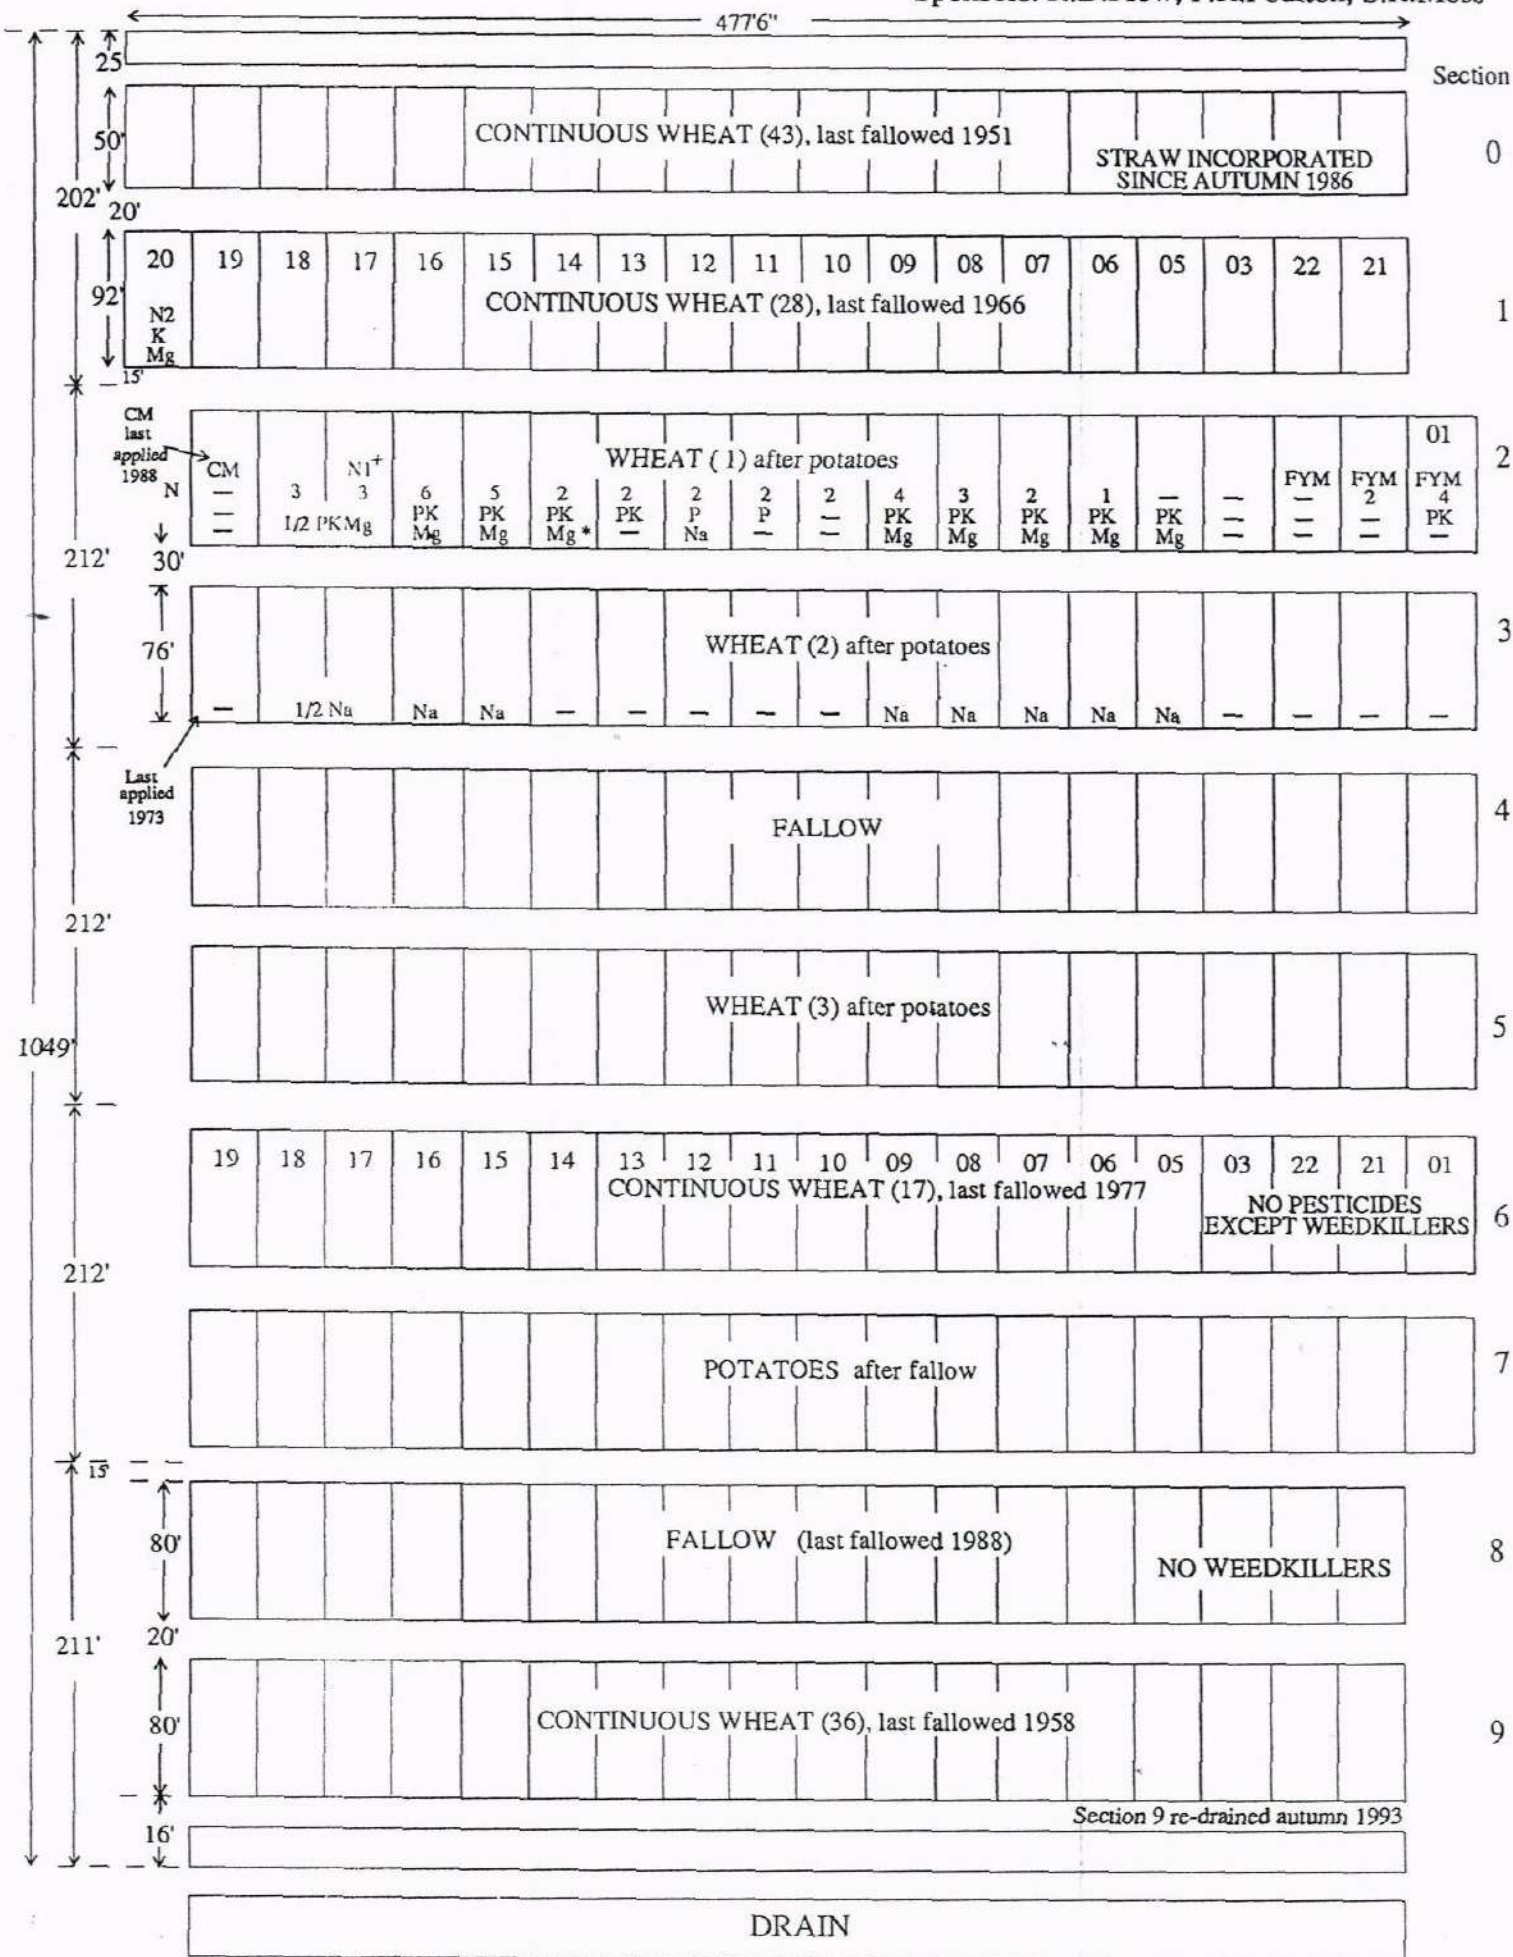 477'6"
25'
Section
50'
CONTINUOUS WHEAT (43), last fallowed 1951
STRAW INCORPORATED
SINCE AUTUMN 1986
0
202'
20'
20 19 18 17 16 15 14 13 12 11 10 09 08 07 06 05 03 22 21
92'
N2
K
Mg
CONTINUOUS WHEAT (28), last fallowed 1966
1
15'
CM
last
applied
1988
N
WHEAT (1) after potatoes
01
2
CM N1+ FYM FYM FYM
— 3 3 6 5 2 2 2 2 2 4 3 2 1 — — — 2 4
— 1/2 PKMg PK PK PK PK P P — PK PK PK PK PK — — — PK
— Mg Mg Mg* — Na — — Mg Mg Mg Mg Mg — — — —
212'
30'
76'
WHEAT (2) after potatoes
3
— 1/2 Na Na Na — — — — — Na Na Na Na Na — — — —
Last
applied
1973
FALLOW
4
212'
WHEAT (3) after potatoes
5
1049'
19 18 17 16 15 14 13 12 11 10 09 08 07 06 05 03 22 21 01
CONTINUOUS WHEAT (17), last fallowed 1977
NO PESTICIDES
EXCEPT WEEDKILLERS
6
212'
POTATOES after fallow
7
15'
80'
FALLOW (last fallowed 1988)
NO WEEDKILLERS
8
211'
20'
80'
CONTINUOUS WHEAT (36), last fallowed 1958
9
Section 9 re-drained autumn 1993
16'
DRAIN